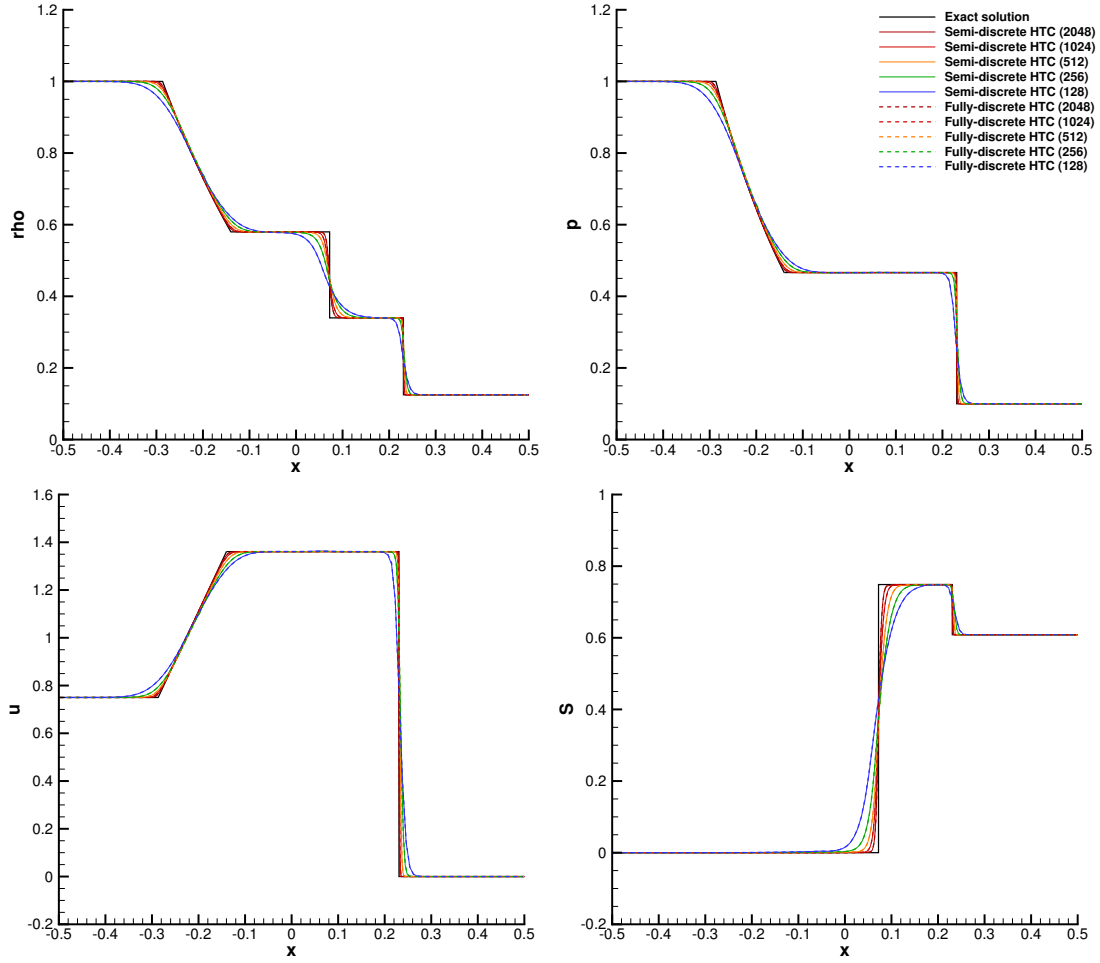 rho
1.2
1
0.8
0.6
0.4
0.2
0
-0.5 -0.4 -0.3 -0.2 -0.1 0 0.1 0.2 0.3 0.4 0.5
x
p
1.2
1
0.8
0.6
0.4
0.2
0
-0.5 -0.4 -0.3 -0.2 -0.1 0 0.1 0.2 0.3 0.4 0.5
x
Exact solution
Semi-discrete HTC (2048)
Semi-discrete HTC (1024)
Semi-discrete HTC (512)
Semi-discrete HTC (256)
Semi-discrete HTC (128)
Fully-discrete HTC (2048)
Fully-discrete HTC (1024)
Fully-discrete HTC (512)
Fully-discrete HTC (256)
Fully-discrete HTC (128)
u
1.6
1.4
1.2
1
0.8
0.6
0.4
0.2
0
-0.2
-0.5 -0.4 -0.3 -0.2 -0.1 0 0.1 0.2 0.3 0.4 0.5
x
S
1
0.8
0.6
0.4
0.2
0
-0.2
-0.5 -0.4 -0.3 -0.2 -0.1 0 0.1 0.2 0.3 0.4 0.5
x